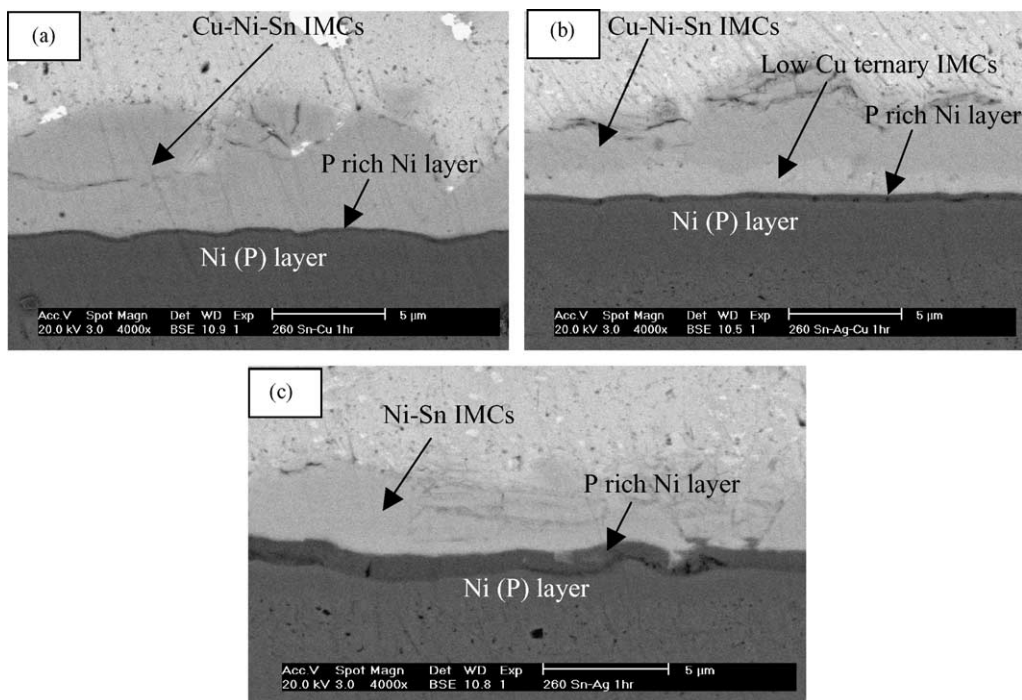 (a)
Cu-Ni-Sn IMCs
P rich Ni layer
Ni (P) layer
Acc.V Spot Magn Det WD Exp 5 µm
20.0 kV 3.0 4000x BSE 10.9 1 260 Sn-Cu 1hr
(b)
Cu-Ni-Sn IMCs
Low Cu ternary IMCs
P rich Ni layer
Ni (P) layer
Acc.V Spot Magn Det WD Exp 5 µm
20.0 kV 3.0 4000x BSE 10.5 1 260 Sn-Ag-Cu 1hr
(c)
Ni-Sn IMCs
P rich Ni layer
Ni (P) layer
Acc.V Spot Magn Det WD Exp 5 µm
20.0 kV 3.0 4000x BSE 10.8 1 260 Sn-Ag 1hr